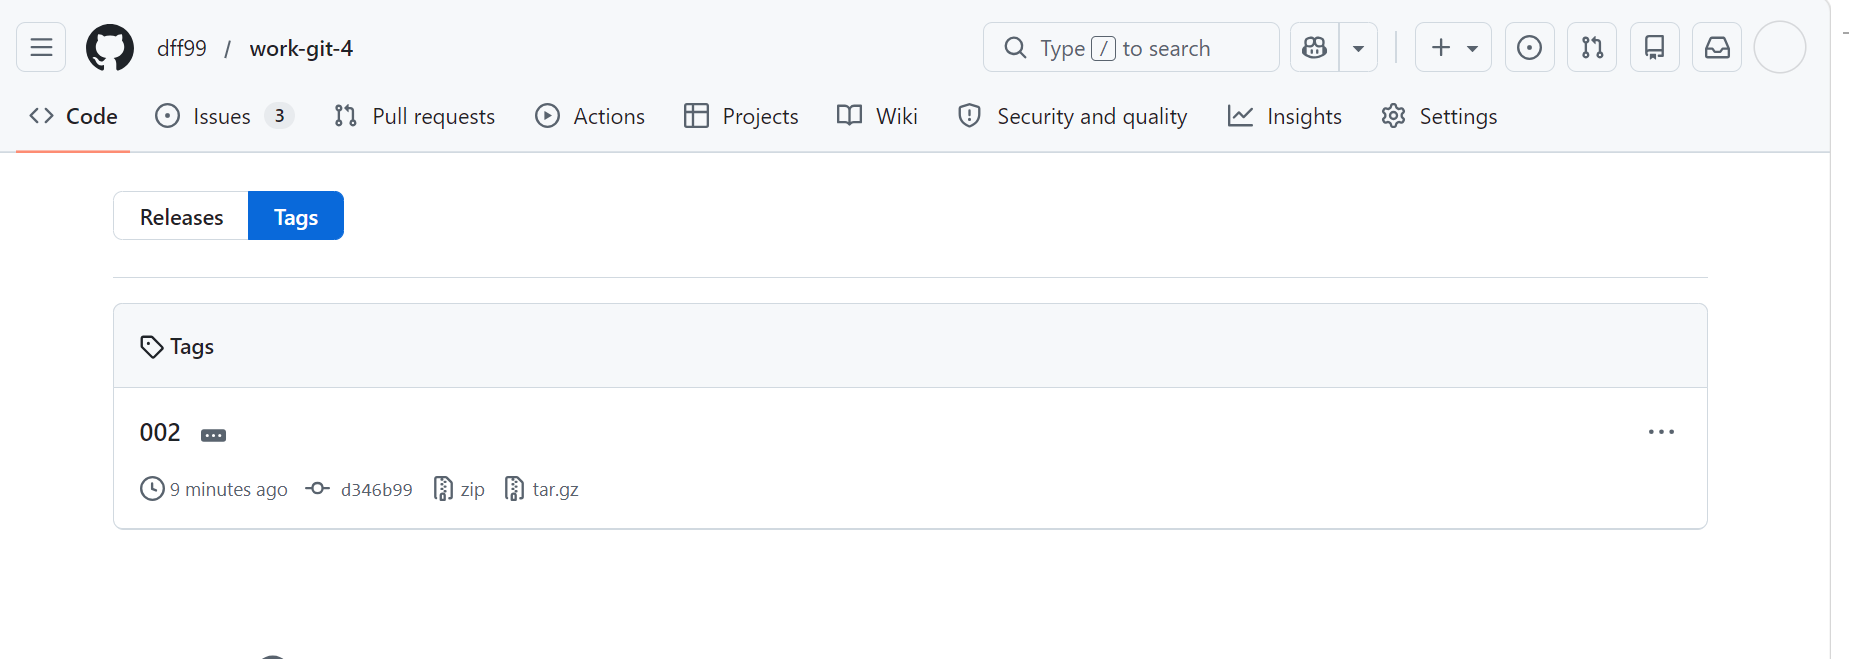 dff99 / work-git-4
Type / to search
Code Issues 3 Pull requests Actions Projects Wiki Security and quality Insights Settings
Releases Tags
Tags
002
9 minutes ago d346b99 zip tar.gz